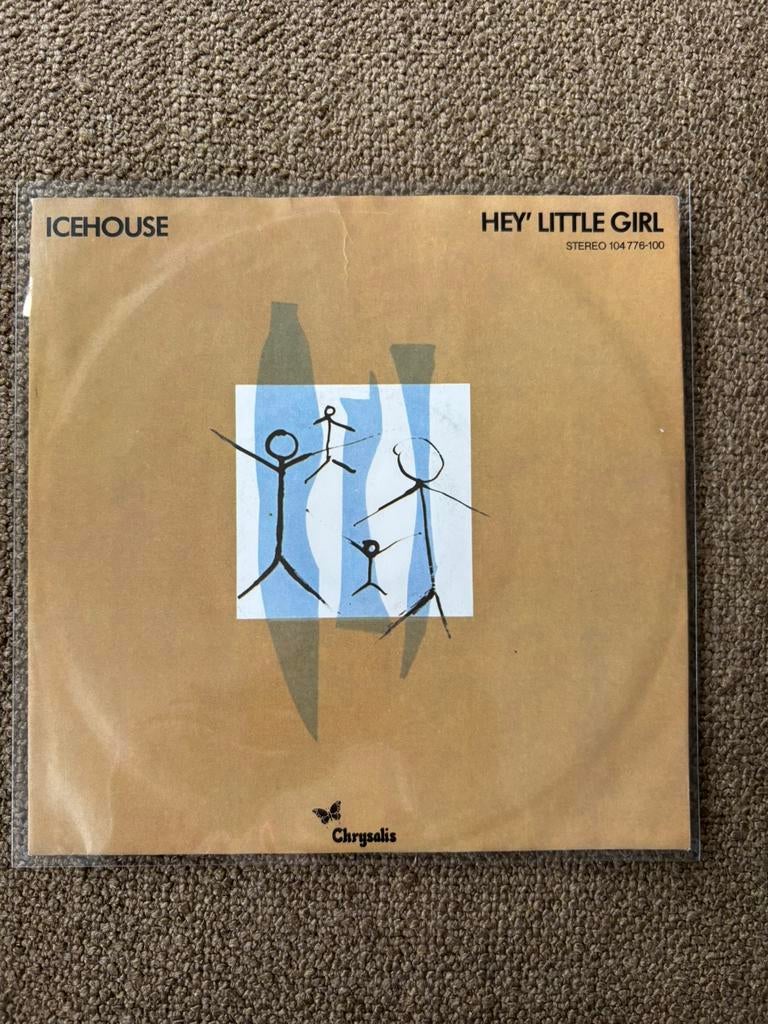 ICEHOUSE
HEY' LITTLE GIRL
STEREO 104 776-100
Chrysalis